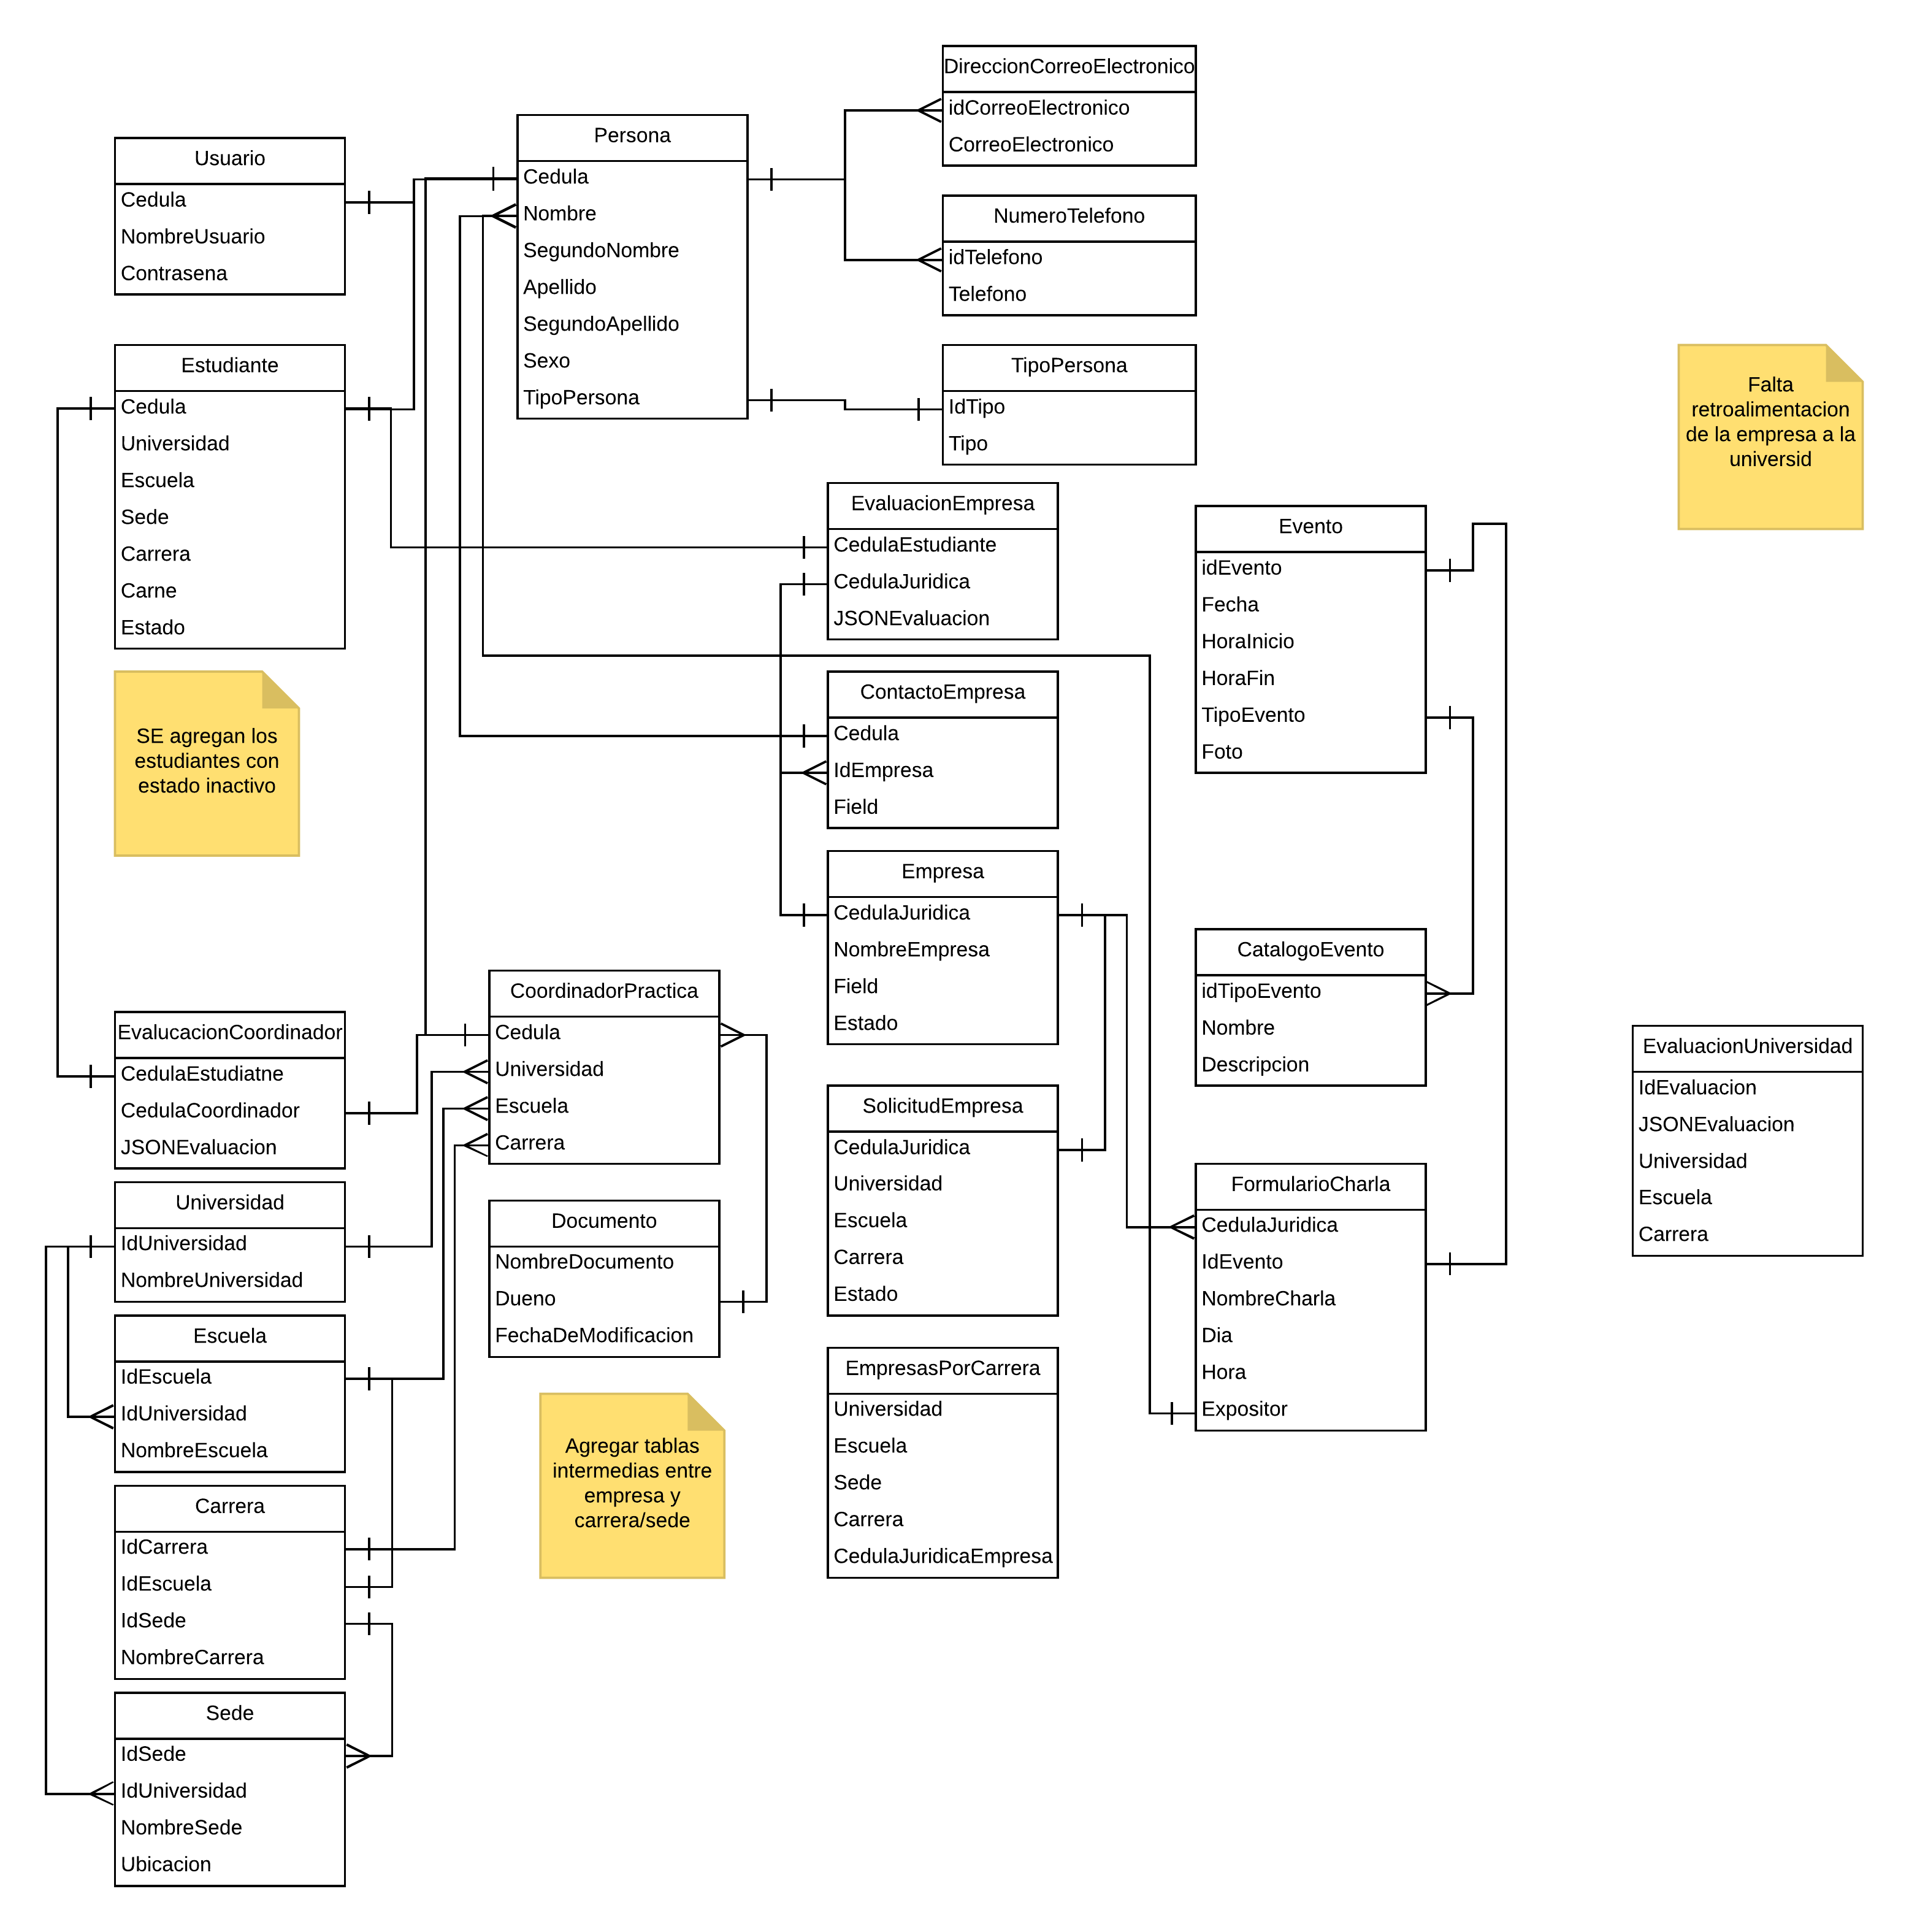 DireccionCorreoElectronico
idCorreoElectronico
CorreoElectronico
Persona
Cedula
Nombre
SegundoNombre
Apellido
SegundoApellido
Sexo
TipoPersona
Usuario
Cedula
NombreUsuario
Contrasena
NumeroTelefono
idTelefono
Telefono
Estudiante
Cedula
Universidad
Escuela
Sede
Carrera
Carne
Estado
TipoPersona
IdTipo
Tipo
Falta
retroalimentacion
de la empresa a la
universid
EvaluacionEmpresa
CedulaEstudiante
CedulaJuridica
JSONEvaluacion
Evento
idEvento
Fecha
HoraInicio
HoraFin
TipoEvento
Foto
SE agregan los
estudiantes con
estado inactivo
ContactoEmpresa
Cedula
IdEmpresa
Field
Empresa
CedulaJuridica
NombreEmpresa
Field
Estado
CatalogoEvento
idTipoEvento
Nombre
Descripcion
CoordinadorPractica
Cedula
Universidad
Escuela
Carrera
EvalucacionCoordinador
CedulaEstudiatne
CedulaCoordinador
JSONEvaluacion
EvaluacionUniversidad
IdEvaluacion
JSONEvaluacion
Universidad
Escuela
Carrera
SolicitudEmpresa
CedulaJuridica
Universidad
Escuela
Carrera
Estado
FormularioCharla
CedulaJuridica
IdEvento
NombreCharla
Dia
Hora
Expositor
Universidad
IdUniversidad
NombreUniversidad
Documento
NombreDocumento
Dueno
FechaDeModificacion
Escuela
IdEscuela
IdUniversidad
NombreEscuela
EmpresasPorCarrera
Universidad
Escuela
Sede
Carrera
CedulaJuridicaEmpresa
Agregar tablas
intermedias entre
empresa y
carrera/sede
Carrera
IdCarrera
IdEscuela
IdSede
NombreCarrera
Sede
IdSede
IdUniversidad
NombreSede
Ubicacion